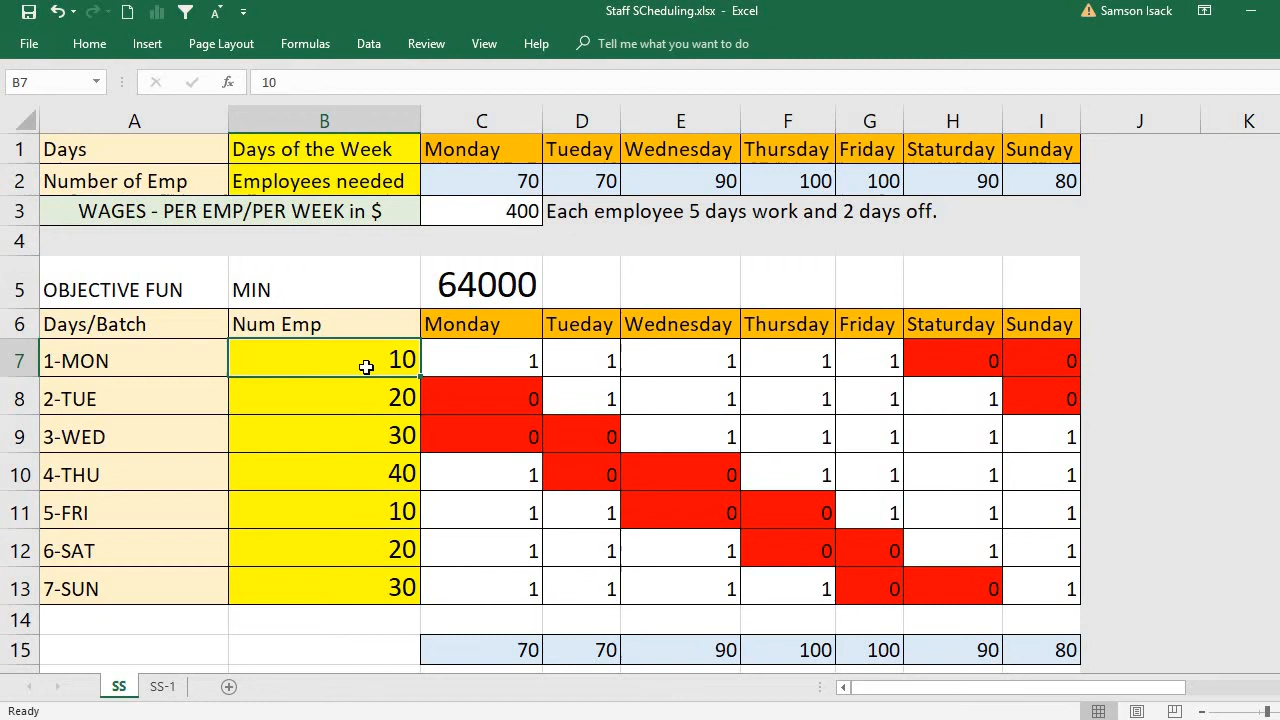 Staff SCheduling.xlsx - Excel Samson Isack
File Home Insert Page Layout Formulas Data Review View Help Tell me what you want to do
B7 fx 10
A B C D E F G H I J K
1 Days Days of the Week Monday Tueday Wednesday Thursday Friday Staturday Sunday
2 Number of Emp Employees needed 70 70 90 100 100 90 80
3 WAGES - PER EMP/PER WEEK in $ 400 Each employee 5 days work and 2 days off.
4
5 OBJECTIVE FUN MIN 64000
6 Days/Batch Num Emp Monday Tueday Wednesday Thursday Friday Staturday Sunday
7 1-MON 10 1 1 1 1 1 0 0
8 2-TUE 20 0 1 1 1 1 1 0
9 3-WED 30 0 0 1 1 1 1 1
10 4-THU 40 1 0 0 1 1 1 1
11 5-FRI 10 1 1 0 0 1 1 1
12 6-SAT 20 1 1 1 0 0 1 1
13 7-SUN 30 1 1 1 1 0 0 1
14
15 70 70 90 100 100 90 80
SS SS-1
Ready